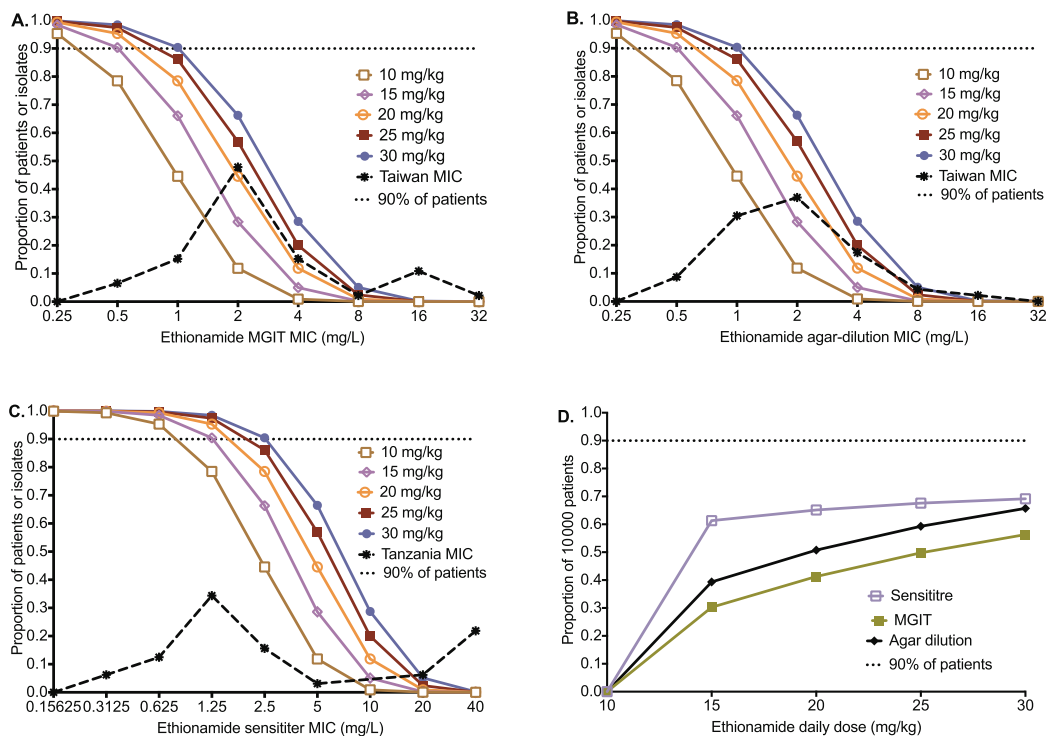 A.
Proportion of patients or isolates
1.0
0.9
0.8
0.7
0.6
0.5
0.4
0.3
0.2
0.1
0.0
0.25 0.5 1 2 4 8 16 32
Ethionamide MGIT MIC (mg/L)
10 mg/kg
15 mg/kg
20 mg/kg
25 mg/kg
30 mg/kg
Taiwan MIC
90% of patients
B.
Proportion of patients or isolates
1.0
0.9
0.8
0.7
0.6
0.5
0.4
0.3
0.2
0.1
0.0
0.25 0.5 1 2 4 8 16 32
Ethionamide agar-dilution MIC (mg/L)
10 mg/kg
15 mg/kg
20 mg/kg
25 mg/kg
30 mg/kg
Taiwan MIC
90% of patients
C.
Proportion of patients or isolates
1.0
0.9
0.8
0.7
0.6
0.5
0.4
0.3
0.2
0.1
0.0
0.15625 0.3125 0.625 1.25 2.5 5 10 20 40
Ethionamide sensititer MIC (mg/L)
10 mg/kg
15 mg/kg
20 mg/kg
25 mg/kg
30 mg/kg
Tanzania MIC
90% of patients
D.
Proportion of 10000 patients
1.0
0.9
0.8
0.7
0.6
0.5
0.4
0.3
0.2
0.1
0.0
10 15 20 25 30
Ethionamide daily dose (mg/kg)
Sensititre
MGIT
Agar dilution
90% of patients